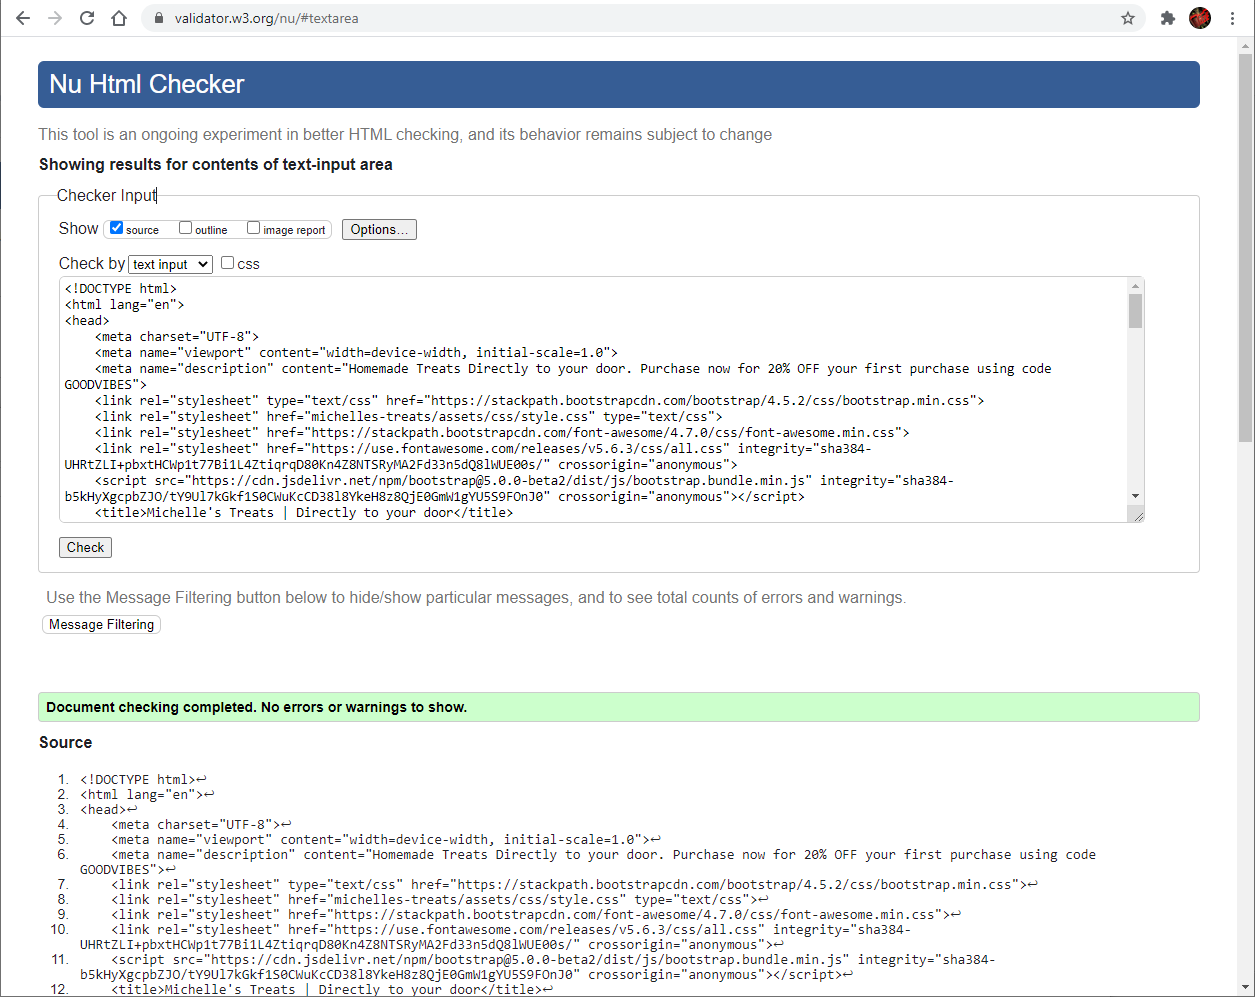 validator.w3.org/nu/#textarea
Nu Html Checker
This tool is an ongoing experiment in better HTML checking, and its behavior remains subject to change
Showing results for contents of text-input area
Checker Input
Show source outline image report Options...
Check by text input css
<!DOCTYPE html>
<html lang="en">
<head>
    <meta charset="UTF-8">
    <meta name="viewport" content="width=device-width, initial-scale=1.0">
    <meta name="description" content="Homemade Treats Directly to your door. Purchase now for 20% OFF your first purchase using code
GOODVIBES">
    <link rel="stylesheet" type="text/css" href="https://stackpath.bootstrapcdn.com/bootstrap/4.5.2/css/bootstrap.min.css">
    <link rel="stylesheet" href="michelles-treats/assets/css/style.css" type="text/css">
    <link rel="stylesheet" href="https://stackpath.bootstrapcdn.com/font-awesome/4.7.0/css/font-awesome.min.css">
    <link rel="stylesheet" href="https://use.fontawesome.com/releases/v5.6.3/css/all.css" integrity="sha384-
UHRtZLI+pbxtHCWp1t77Bi1L4ZtiqrqD80Kn4Z8NTSRyMA2Fd33n5dQ8lWUE00s/" crossorigin="anonymous">
    <script src="https://cdn.jsdelivr.net/npm/bootstrap@5.0.0-beta2/dist/js/bootstrap.bundle.min.js" integrity="sha384-
b5kHyXgcpbZJO/tY9Ul7kGkf1S0CWuKcCD38l8YkeH8z8QjE0GmW1gYU5S9FOnJ0" crossorigin="anonymous"></script>
    <title>Michelle's Treats | Directly to your door</title>
Check
Use the Message Filtering button below to hide/show particular messages, and to see total counts of errors and warnings.
Message Filtering
Document checking completed. No errors or warnings to show.
Source
1. <!DOCTYPE html>↩
2. <html lang="en">↩
3. <head>↩
4.     <meta charset="UTF-8">↩
5.     <meta name="viewport" content="width=device-width, initial-scale=1.0">↩
6.     <meta name="description" content="Homemade Treats Directly to your door. Purchase now for 20% OFF your first purchase using code
GOODVIBES">↩
7.     <link rel="stylesheet" type="text/css" href="https://stackpath.bootstrapcdn.com/bootstrap/4.5.2/css/bootstrap.min.css">↩
8.     <link rel="stylesheet" href="michelles-treats/assets/css/style.css" type="text/css">↩
9.     <link rel="stylesheet" href="https://stackpath.bootstrapcdn.com/font-awesome/4.7.0/css/font-awesome.min.css">↩
10.     <link rel="stylesheet" href="https://use.fontawesome.com/releases/v5.6.3/css/all.css" integrity="sha384-
UHRtZLI+pbxtHCWp1t77Bi1L4ZtiqrqD80Kn4Z8NTSRyMA2Fd33n5dQ8lWUE00s/" crossorigin="anonymous">↩
11.     <script src="https://cdn.jsdelivr.net/npm/bootstrap@5.0.0-beta2/dist/js/bootstrap.bundle.min.js" integrity="sha384-
b5kHyXgcpbZJO/tY9Ul7kGkf1S0CWuKcCD38l8YkeH8z8QjE0GmW1gYU5S9FOnJ0" crossorigin="anonymous"></script>↩
12.     <title>Michelle's Treats | Directly to your door</title>↩